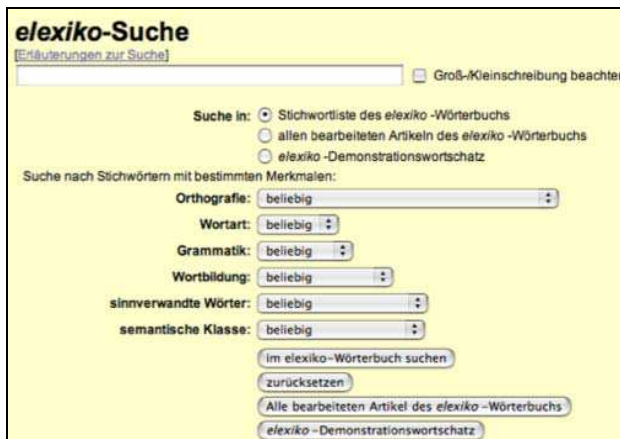 elexiko-Suche
[Erläuterungen zur Suche]
Groß-/Kleinschreibung beachten
Suche in: Stichwortliste des elexiko -Wörterbuchs
allen bearbeiteten Artikeln des elexiko -Wörterbuchs
elexiko -Demonstrationswortschatz
Suche nach Stichwörtern mit bestimmten Merkmalen:
Orthografie: beliebig
Wortart: beliebig
Grammatik: beliebig
Wortbildung: beliebig
sinnverwandte Wörter: beliebig
semantische Klasse: beliebig
im elexiko-Wörterbuch suchen
zurücksetzen
Alle bearbeiteten Artikel des elexiko -Wörterbuchs
elexiko -Demonstrationswortschatz